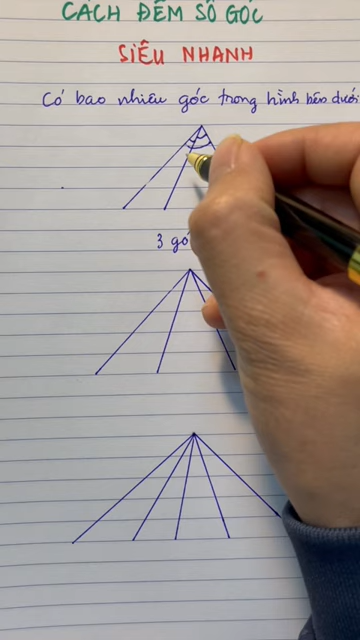 CÁCH ĐẾM SỐ GÓC
SIÊU NHANH
Có bao nhiêu góc trong hình bên dưới
3 gó